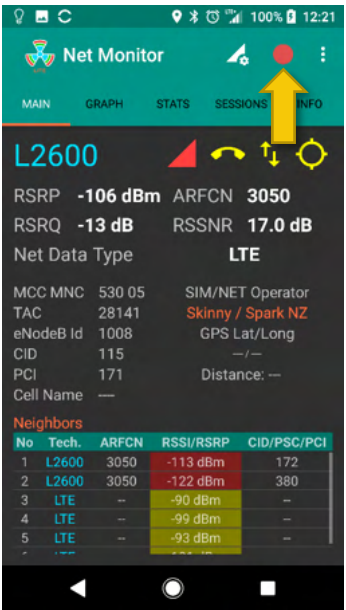 100% 12:21
LITE
Net Monitor
MAIN GRAPH STATS SESSIONS INFO
L2600
RSRP -106 dBm ARFCN 3050
RSRQ -13 dB RSSNR 17.0 dB
Net Data Type LTE
MCC MNC 530 05 SIM/NET Operator
TAC 28141 Skinny / Spark NZ
eNodeB Id 1008 GPS Lat/Long
CID 115 --/--
PCI 171 Distance: ---
Cell Name ---
Neighbors
No Tech. ARFCN RSSI/RSRP CID/PSC/PCI
1 L2600 3050 -113 dBm 172
2 L2600 3050 -122 dBm 380
3 LTE -- -90 dBm --
4 LTE -- -99 dBm --
5 LTE -- -93 dBm --